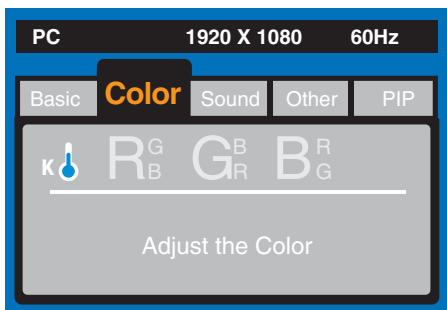 PC 1920 X 1080 60Hz
Basic Color Sound Other PIP
K R G B G B R B R G
Adjust the Color